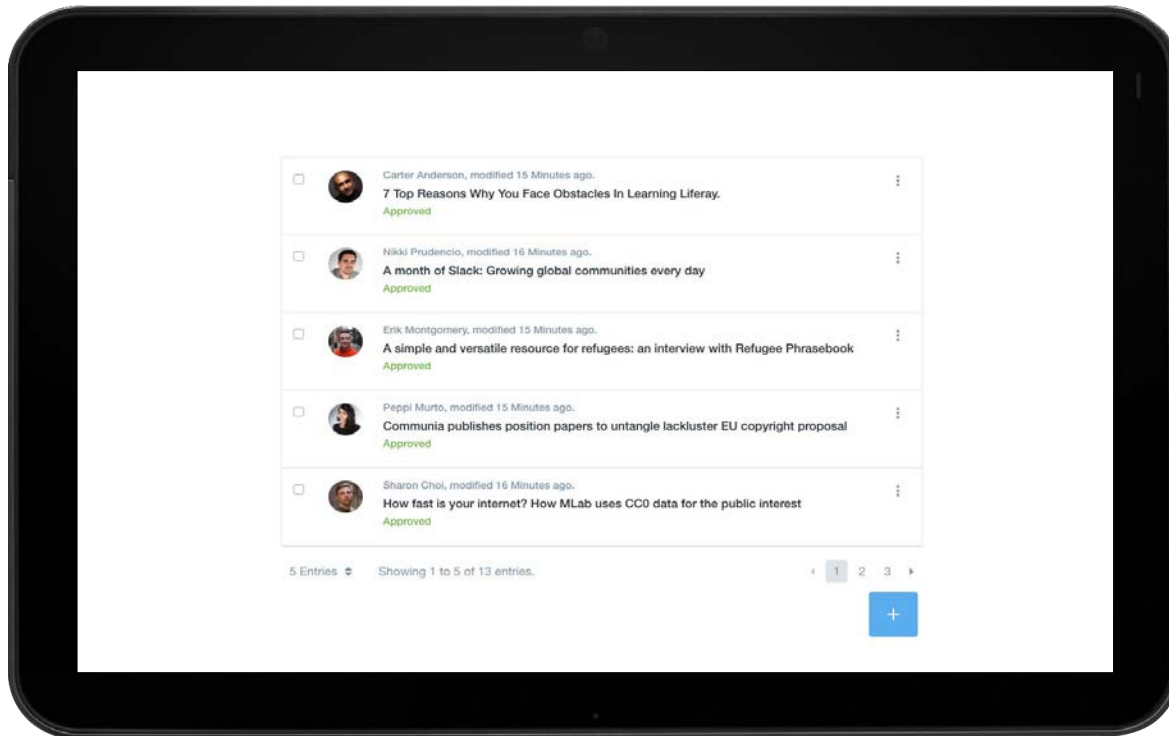 Carter Anderson, modified 15 Minutes ago.
7 Top Reasons Why You Face Obstacles In Learning Liferay.
Approved
Nikki Prudencio, modified 16 Minutes ago.
A month of Slack: Growing global communities every day
Approved
Erik Montgomery, modified 15 Minutes ago.
A simple and versatile resource for refugees: an interview with Refugee Phrasebook
Approved
Peppi Murto, modified 15 Minutes ago.
Communia publishes position papers to untangle lackluster EU copyright proposal
Approved
Sharon Choi, modified 16 Minutes ago.
How fast is your internet? How MLab uses CC0 data for the public interest
Approved
5 Entries Showing 1 to 5 of 13 entries. 1 2 3
+